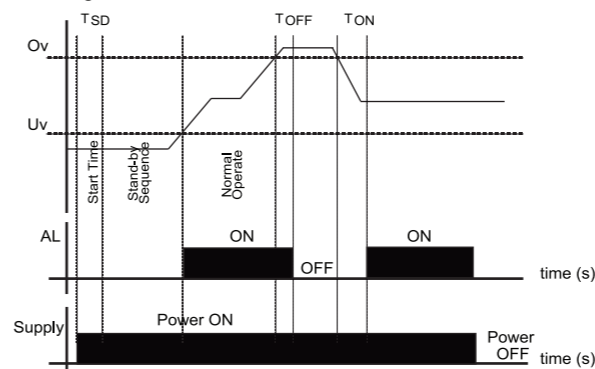 TSD TOFF TON
Ov
Uv
Start Time
Stand-by
Sequence
Normal
Operate
AL
ON
OFF
ON
time (s)
Supply
Power ON
Power
OFF
time (s)